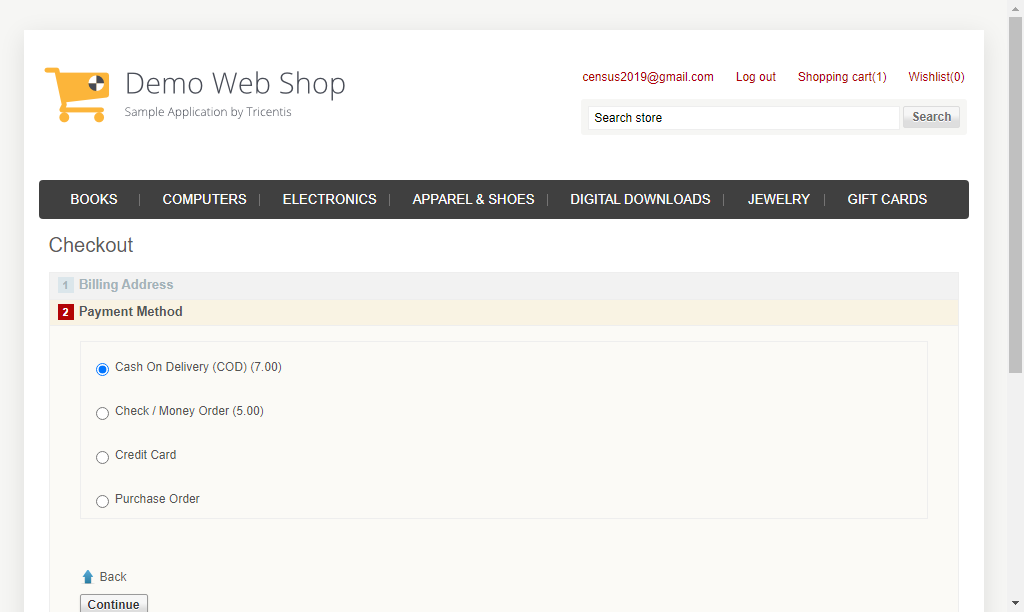 Demo Web Shop
Sample Application by Tricentis
census2019@gmail.com Log out Shopping cart(1) Wishlist(0)
Search store Search
BOOKS COMPUTERS ELECTRONICS APPAREL & SHOES DIGITAL DOWNLOADS JEWELRY GIFT CARDS
Checkout
1 Billing Address
2 Payment Method
Cash On Delivery (COD) (7.00)
Check / Money Order (5.00)
Credit Card
Purchase Order
Back
Continue